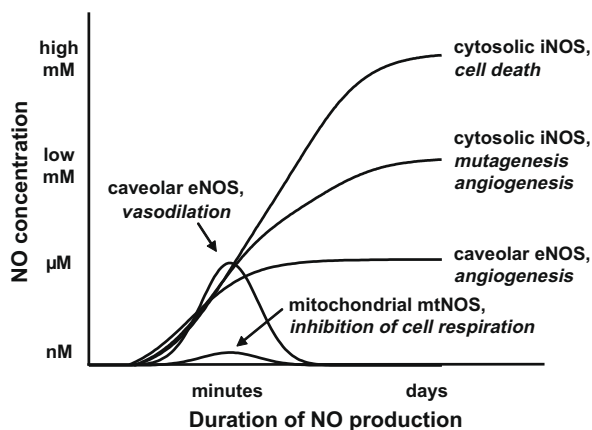 high
mM
low
mM
µM
nM
NO concentration
caveolar eNOS,
vasodilation
cytosolic iNOS,
cell death
cytosolic iNOS,
mutagenesis
angiogenesis
caveolar eNOS,
angiogenesis
mitochondrial mtNOS,
inhibition of cell respiration
minutes
days
Duration of NO production